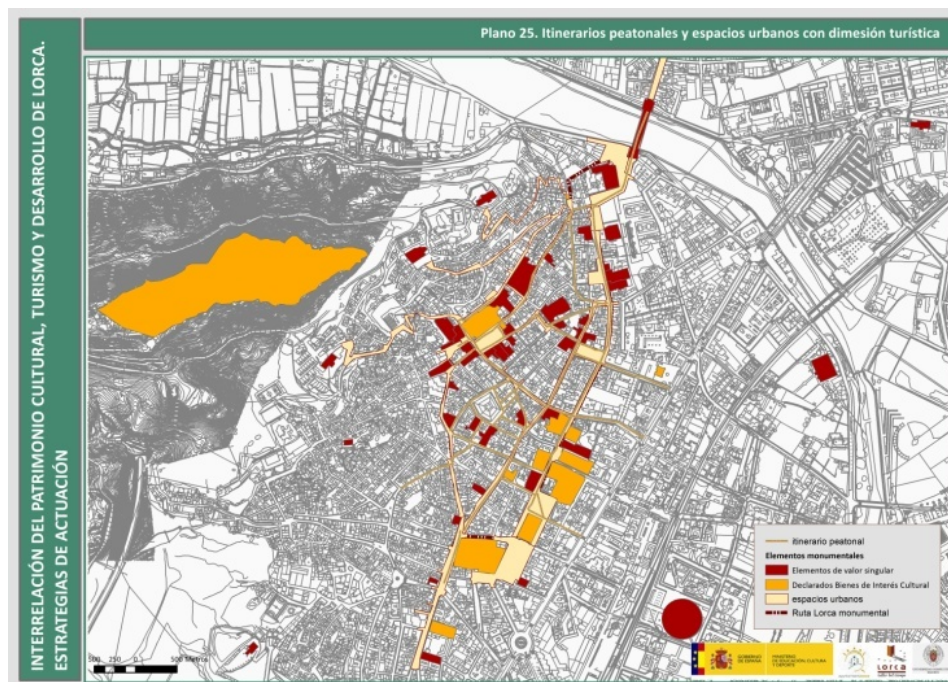 Plano 25. Itinerarios peatonales y espacios urbanos con dimesión turística
INTERRELACIÓN DEL PATRIMONIO CULTURAL, TURISMO Y DESARROLLO DE LORCA.
ESTRATEGIAS DE ACTUACIÓN
itinerario peatonal
Elementos monumentales
Elementos de valor singular
Declarados Bienes de Interés Cultural
espacios urbanos
Ruta Lorca monumental
500 250 0 500 Metros
GOBIERNO
DE ESPAÑA
MINISTERIO
DE EDUCACIÓN, CULTURA
Y DEPORTE
Lorca